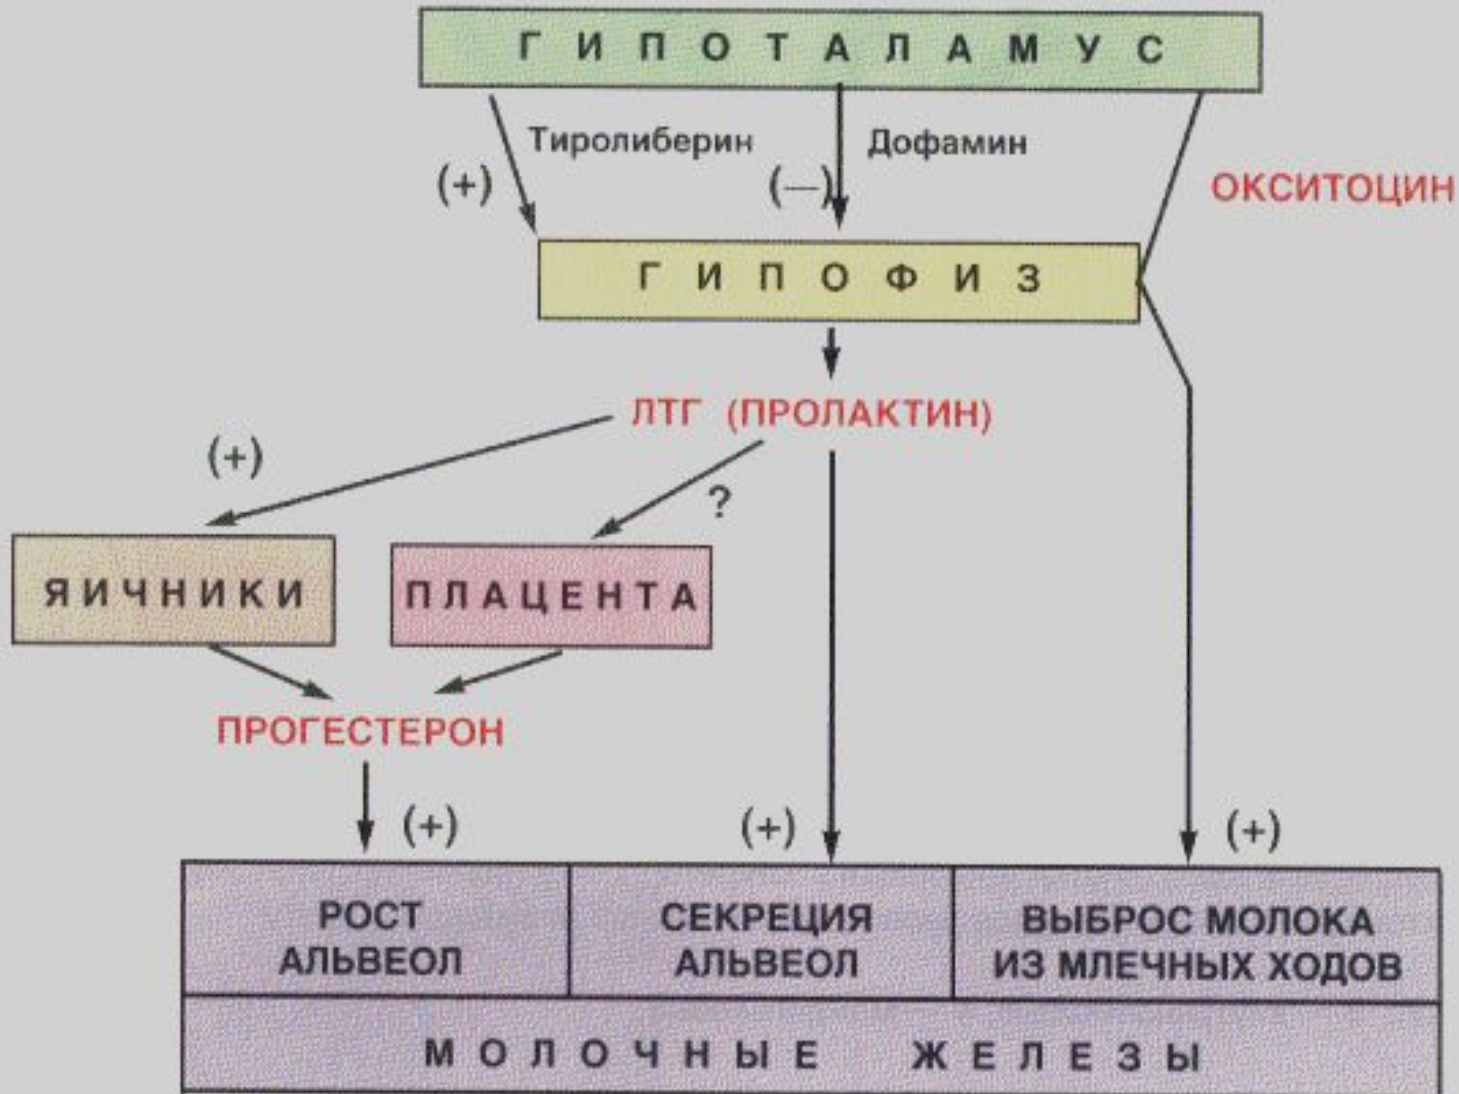 ГИПОТАЛАМУС
Тиролиберин
Дофамин
(+)
(—)
ОКСИТОЦИН
ГИПОФИЗ
ЛТГ (ПРОЛАКТИН)
(+)
?
ЯИЧНИКИ
ПЛАЦЕНТА
ПРОГЕСТЕРОН
(+)
(+)
(+)
РОСТ
АЛЬВЕОЛ
СЕКРЕЦИЯ
АЛЬВЕОЛ
ВЫБРОС МОЛОКА
ИЗ МЛЕЧНЫХ ХОДОВ
МОЛОЧНЫЕ ЖЕЛЕЗЫ